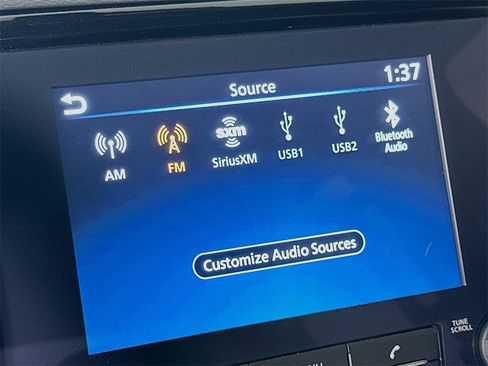 Source
1:37
sxm
AM
FM
SiriusXM
USB1
USB2
Bluetooth
Audio
Customize Audio Sources
TUNE
SCROLL